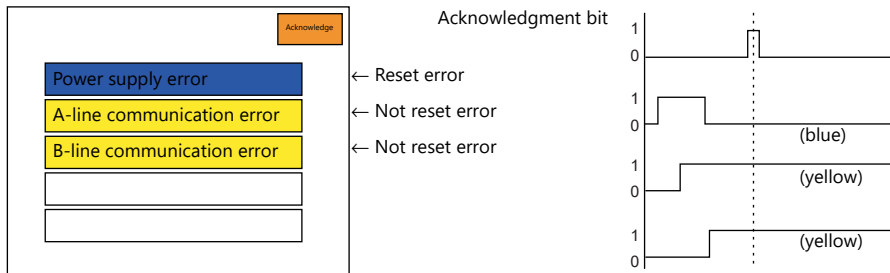 Acknowledge
Power supply error
A-line communication error
B-line communication error
← Reset error
← Not reset error
← Not reset error
Acknowledgment bit
1
0
1
0
(blue)
1
0
(yellow)
1
0
(yellow)